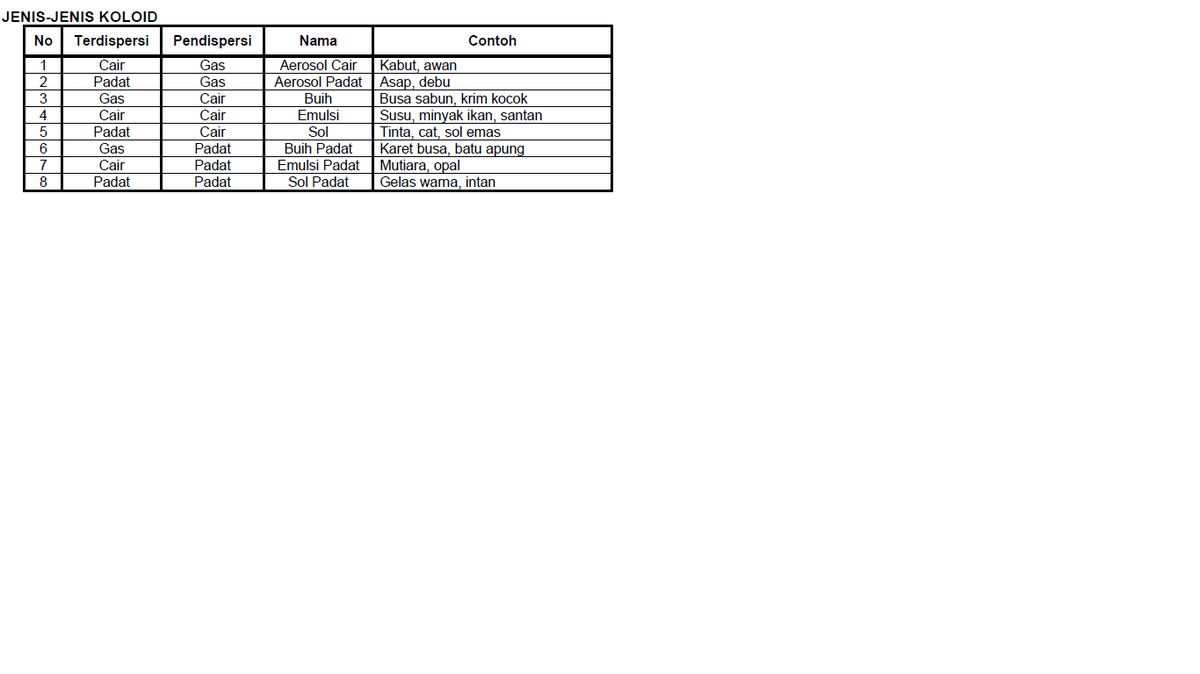 JENIS-JENIS KOLOID
No Terdispersi Pendispersi Nama Contoh
1 Cair Gas Aerosol Cair Kabut, awan
2 Padat Gas Aerosol Padat Asap, debu
3 Gas Cair Buih Busa sabun, krim kocok
4 Cair Cair Emulsi Susu, minyak ikan, santan
5 Padat Cair Sol Tinta, cat, sol emas
6 Gas Padat Buih Padat Karet busa, batu apung
7 Cair Padat Emulsi Padat Mutiara, opal
8 Padat Padat Sol Padat Gelas warna, intan